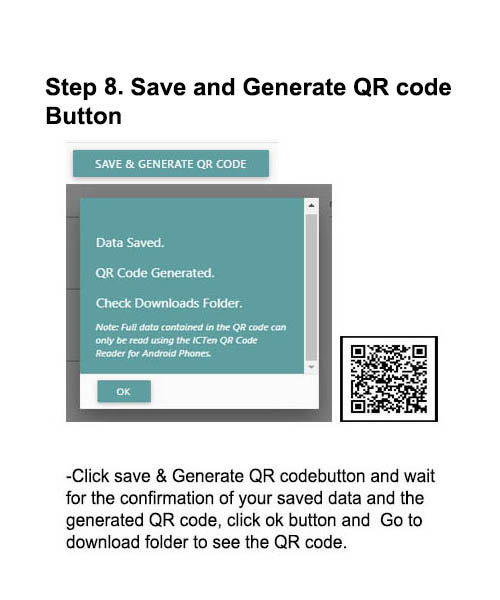 Step 8. Save and Generate QR code
Button
SAVE & GENERATE QR CODE
Data Saved.
QR Code Generated.
Check Downloads Folder.
Note: Full data contained in the QR code can
only be read using the ICTen QR Code
Reader for Android Phones.
OK
-Click save & Generate QR codebutton and wait
for the confirmation of your saved data and the
generated QR code, click ok button and  Go to
download folder to see the QR code.